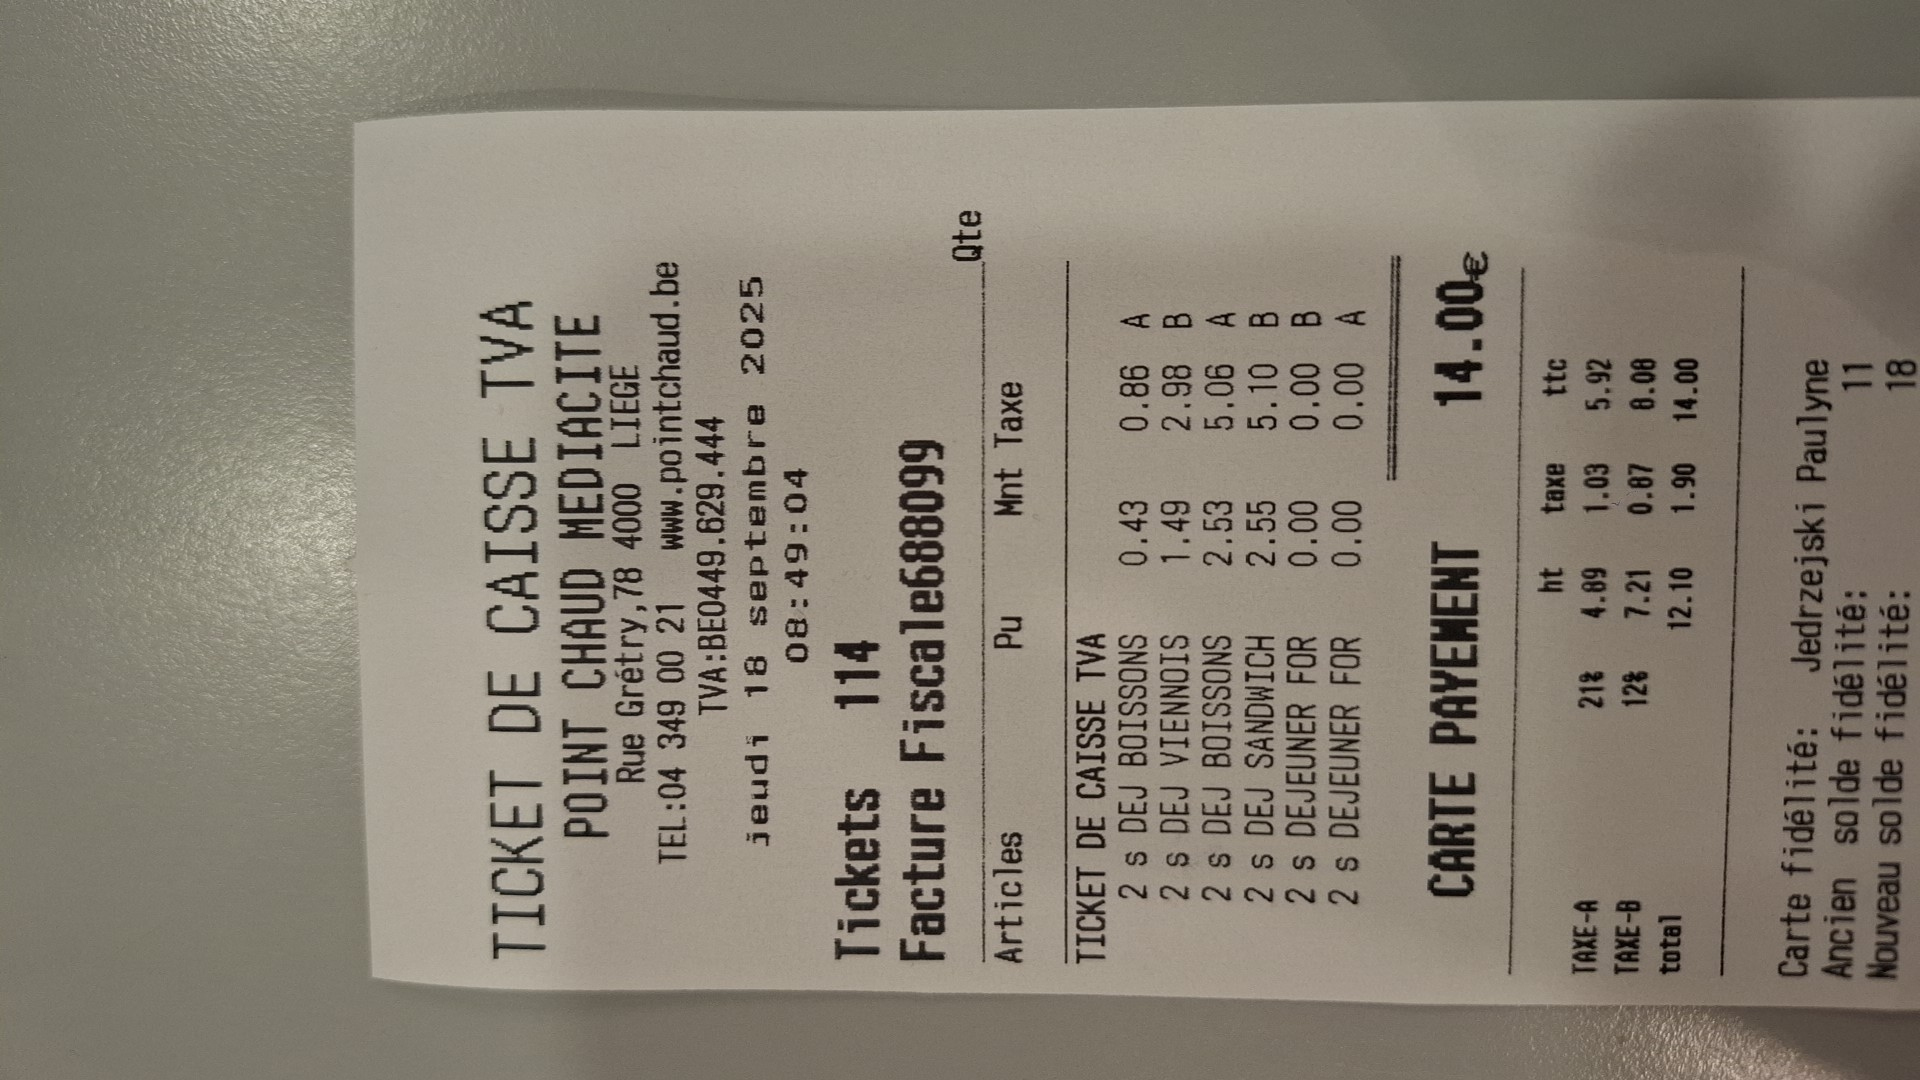 TICKET DE CAISSE TVA
POINT CHAUD MEDIACITE
Rue Grétry,78 4000 LIEGE
TEL:04 349 00 21 www.pointchaud.be
TVA:BE0449.629.444
jeudi 18 septembre 2025
08:49:04
Tickets 114
Facture Fiscale688099
Qte
Articles Pu Mnt Taxe
TICKET DE CAISSE TVA
2 s DEJ BOISSONS 0.43 0.86 A
2 s DEJ VIENNOIS 1.49 2.98 B
2 s DEJ BOISSONS 2.53 5.06 A
2 s DEJ SANDWICH 2.55 5.10 B
2 s DEJEUNER FOR 0.00 0.00 B
2 s DEJEUNER FOR 0.00 0.00 A
CARTE PAYEMENT 14.00€
ht taxe ttc
TAXE-A 21% 4.89 1.03 5.92
TAXE-B 12% 7.21 0.87 8.08
total 12.10 1.90 14.00
Carte fidélité: Jedrzejski Paulyne
Ancien solde fidélité: 11
Nouveau solde fidélité: 18